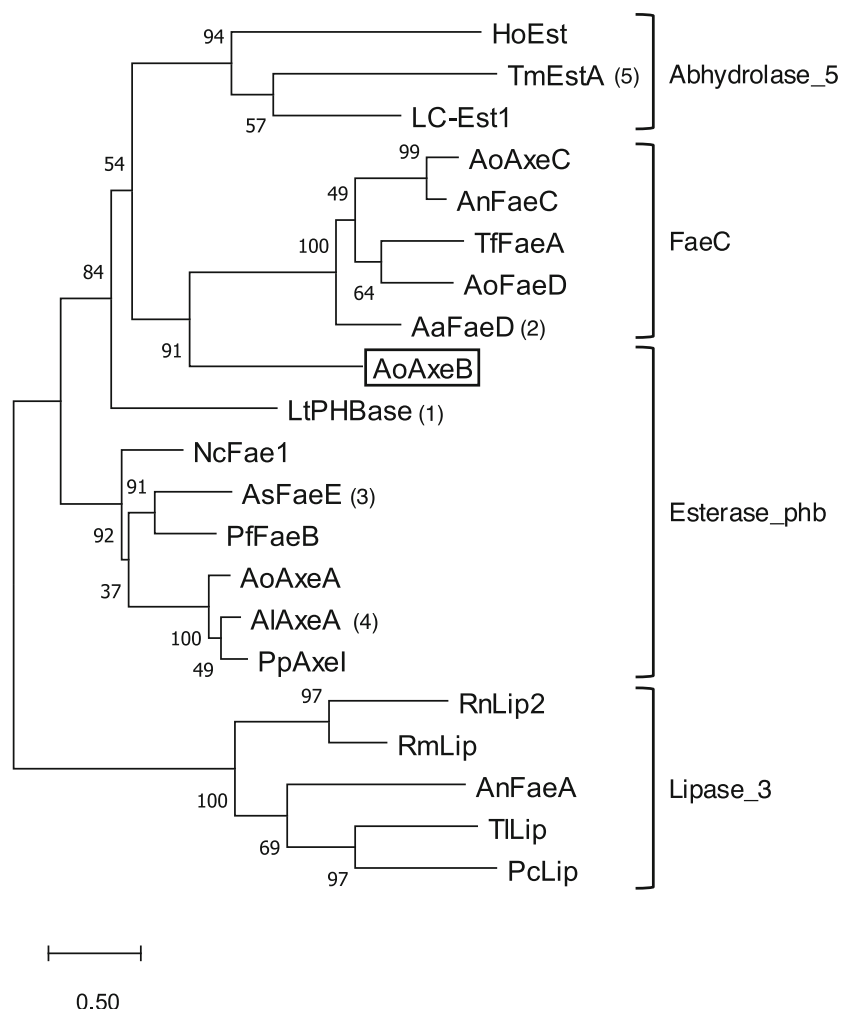 94
HoEst
TmEstA (5)
Abhydrolase_5
57
LC-Est1
54
99
AoAxeC
49
AnFaeC
100
TfFaeA
FaeC
64
AoFaeD
84
AaFaeD (2)
91
AoAxeB
LtPHBase (1)
NcFae1
91
AsFaeE (3)
Esterase_phb
92
PfFaeB
37
AoAxeA
100
AlAxeA (4)
49
PpAxeI
97
RnLip2
RmLip
100
AnFaeA
Lipase_3
69
TlLip
97
PcLip
0.50